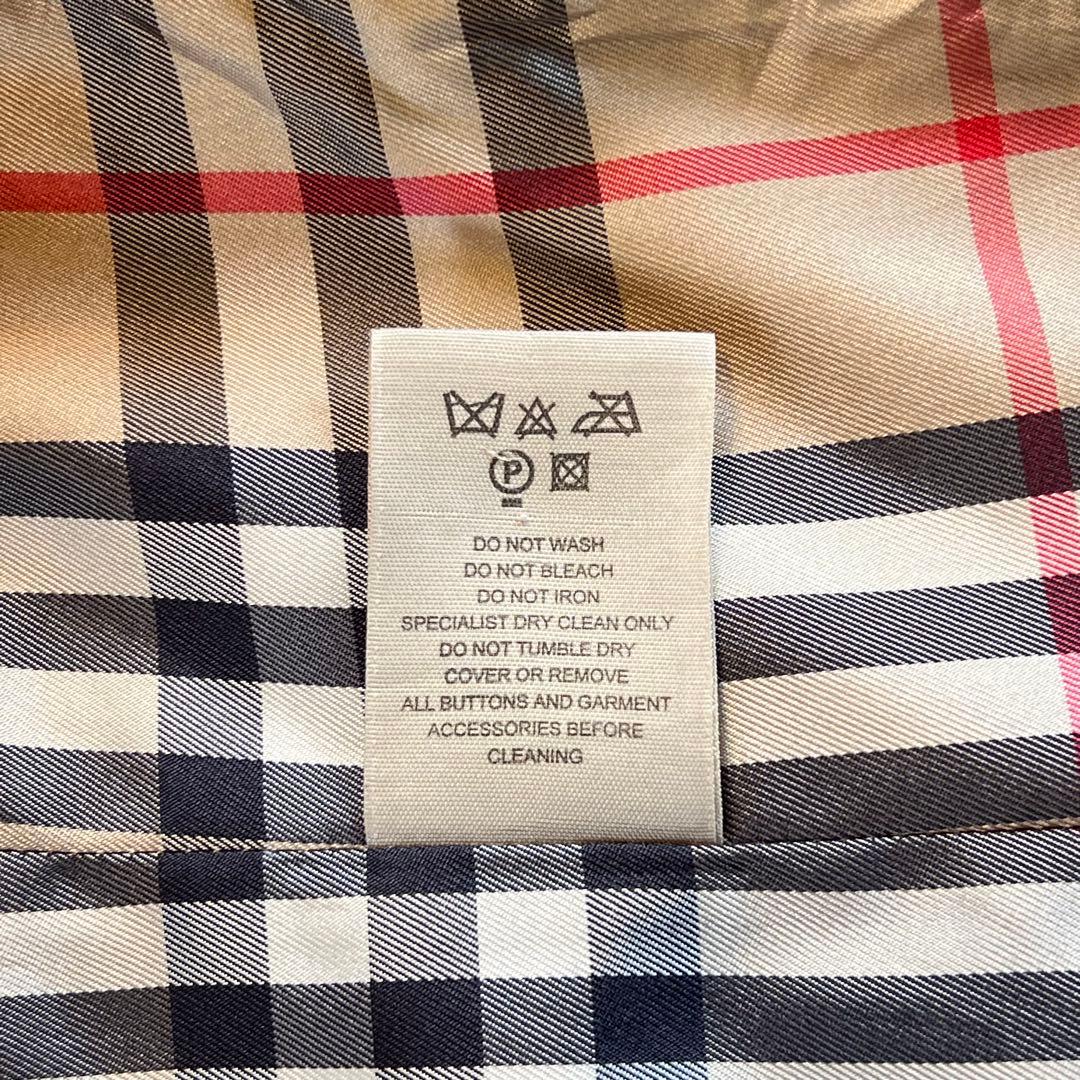 P
DO NOT WASH
DO NOT BLEACH
DO NOT IRON
SPECIALIST DRY CLEAN ONLY
DO NOT TUMBLE DRY
COVER OR REMOVE
ALL BUTTONS AND GARMENT
ACCESSORIES BEFORE
CLEANING